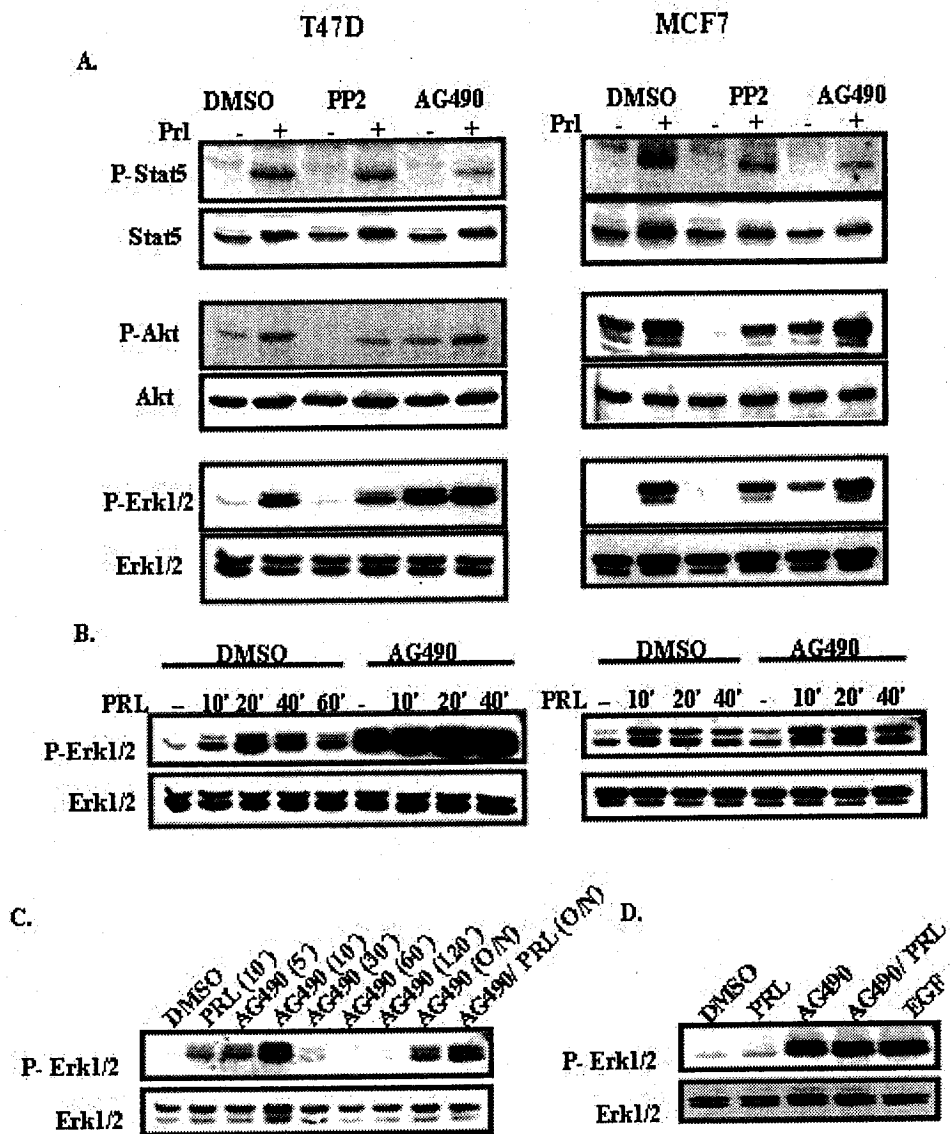 T47D MCF7
A.
DMSO PP2 AG490 DMSO PP2 AG490
Prl - + - + - + Prl - + - + - +
P-Stat5
Stat5
P-Akt
Akt
P-Erk1/2
Erk1/2
B.
DMSO AG490 DMSO AG490
PRL – 10' 20' 40' 60' - 10' 20' 40' PRL – 10' 20' 40' - 10' 20' 40'
P-Erk1/2
Erk1/2
C. D.
DMSO PRL (10') AG490 (5') AG490 (10') AG490 (30') AG490 (60') AG490 (120') AG490 (O/N) AG490/ PRL (O/N)
DMSO PRL AG490 AG490/ PRL EGF
P- Erk1/2 P- Erk1/2
Erk1/2 Erk1/2